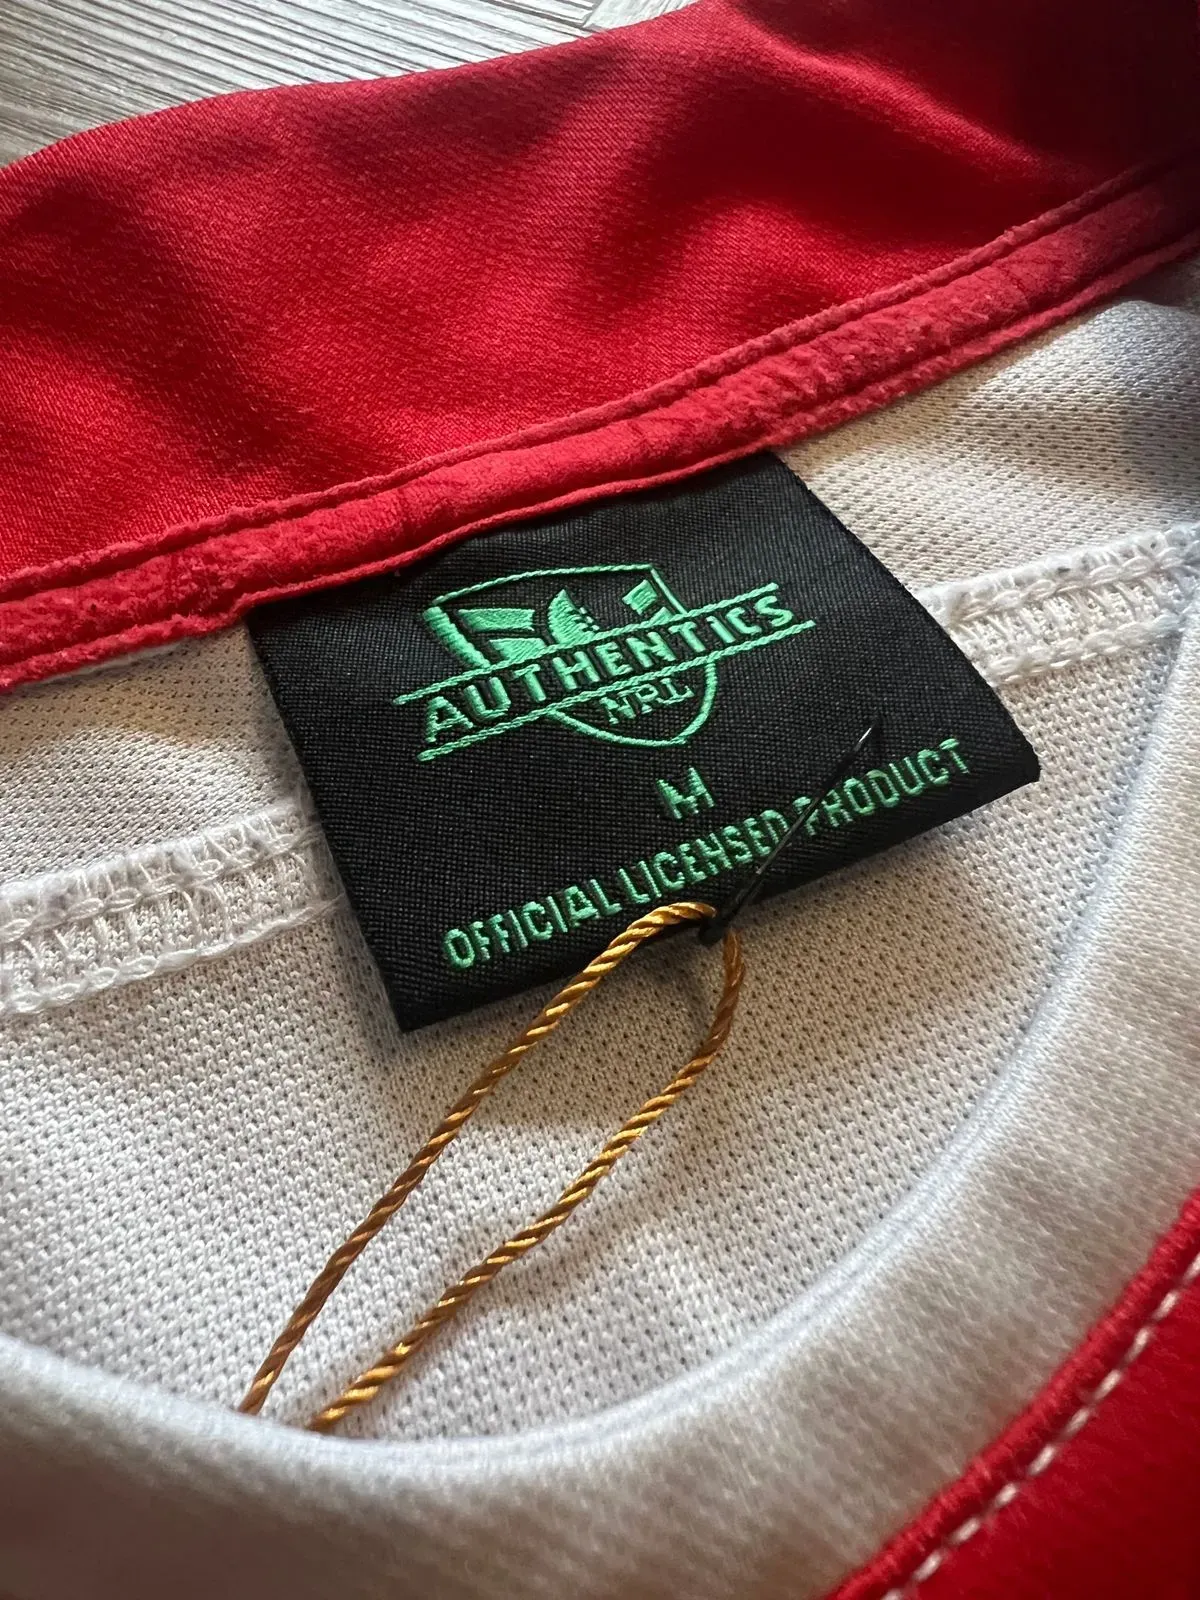 AUTHENTICS
NRL
M
OFFICIAL LICENSED PRODUCT